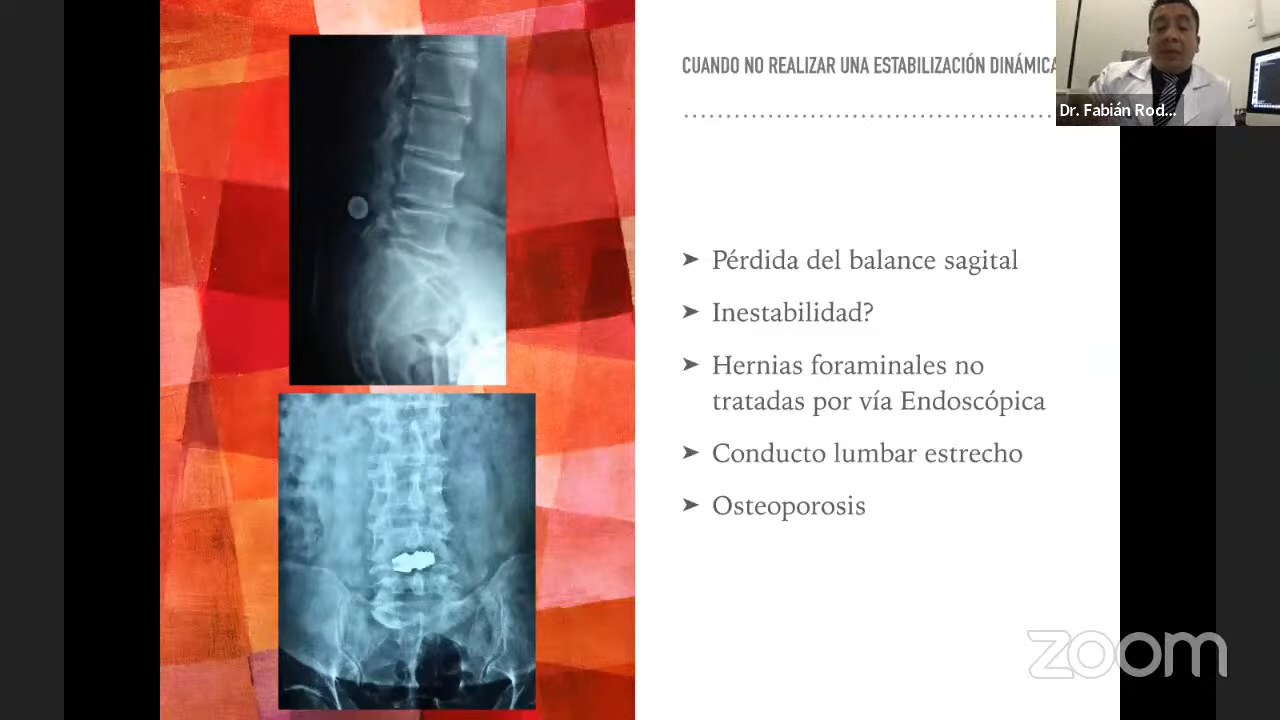 CUANDO NO REALIZAR UNA ESTABILIZACIÓN DINÁMICA
Dr. Fabián Rod...
➤ Pérdida del balance sagital
➤ Inestabilidad?
➤ Hernias foraminales no
tratadas por vía Endoscópica
➤ Conducto lumbar estrecho
➤ Osteoporosis
zoom